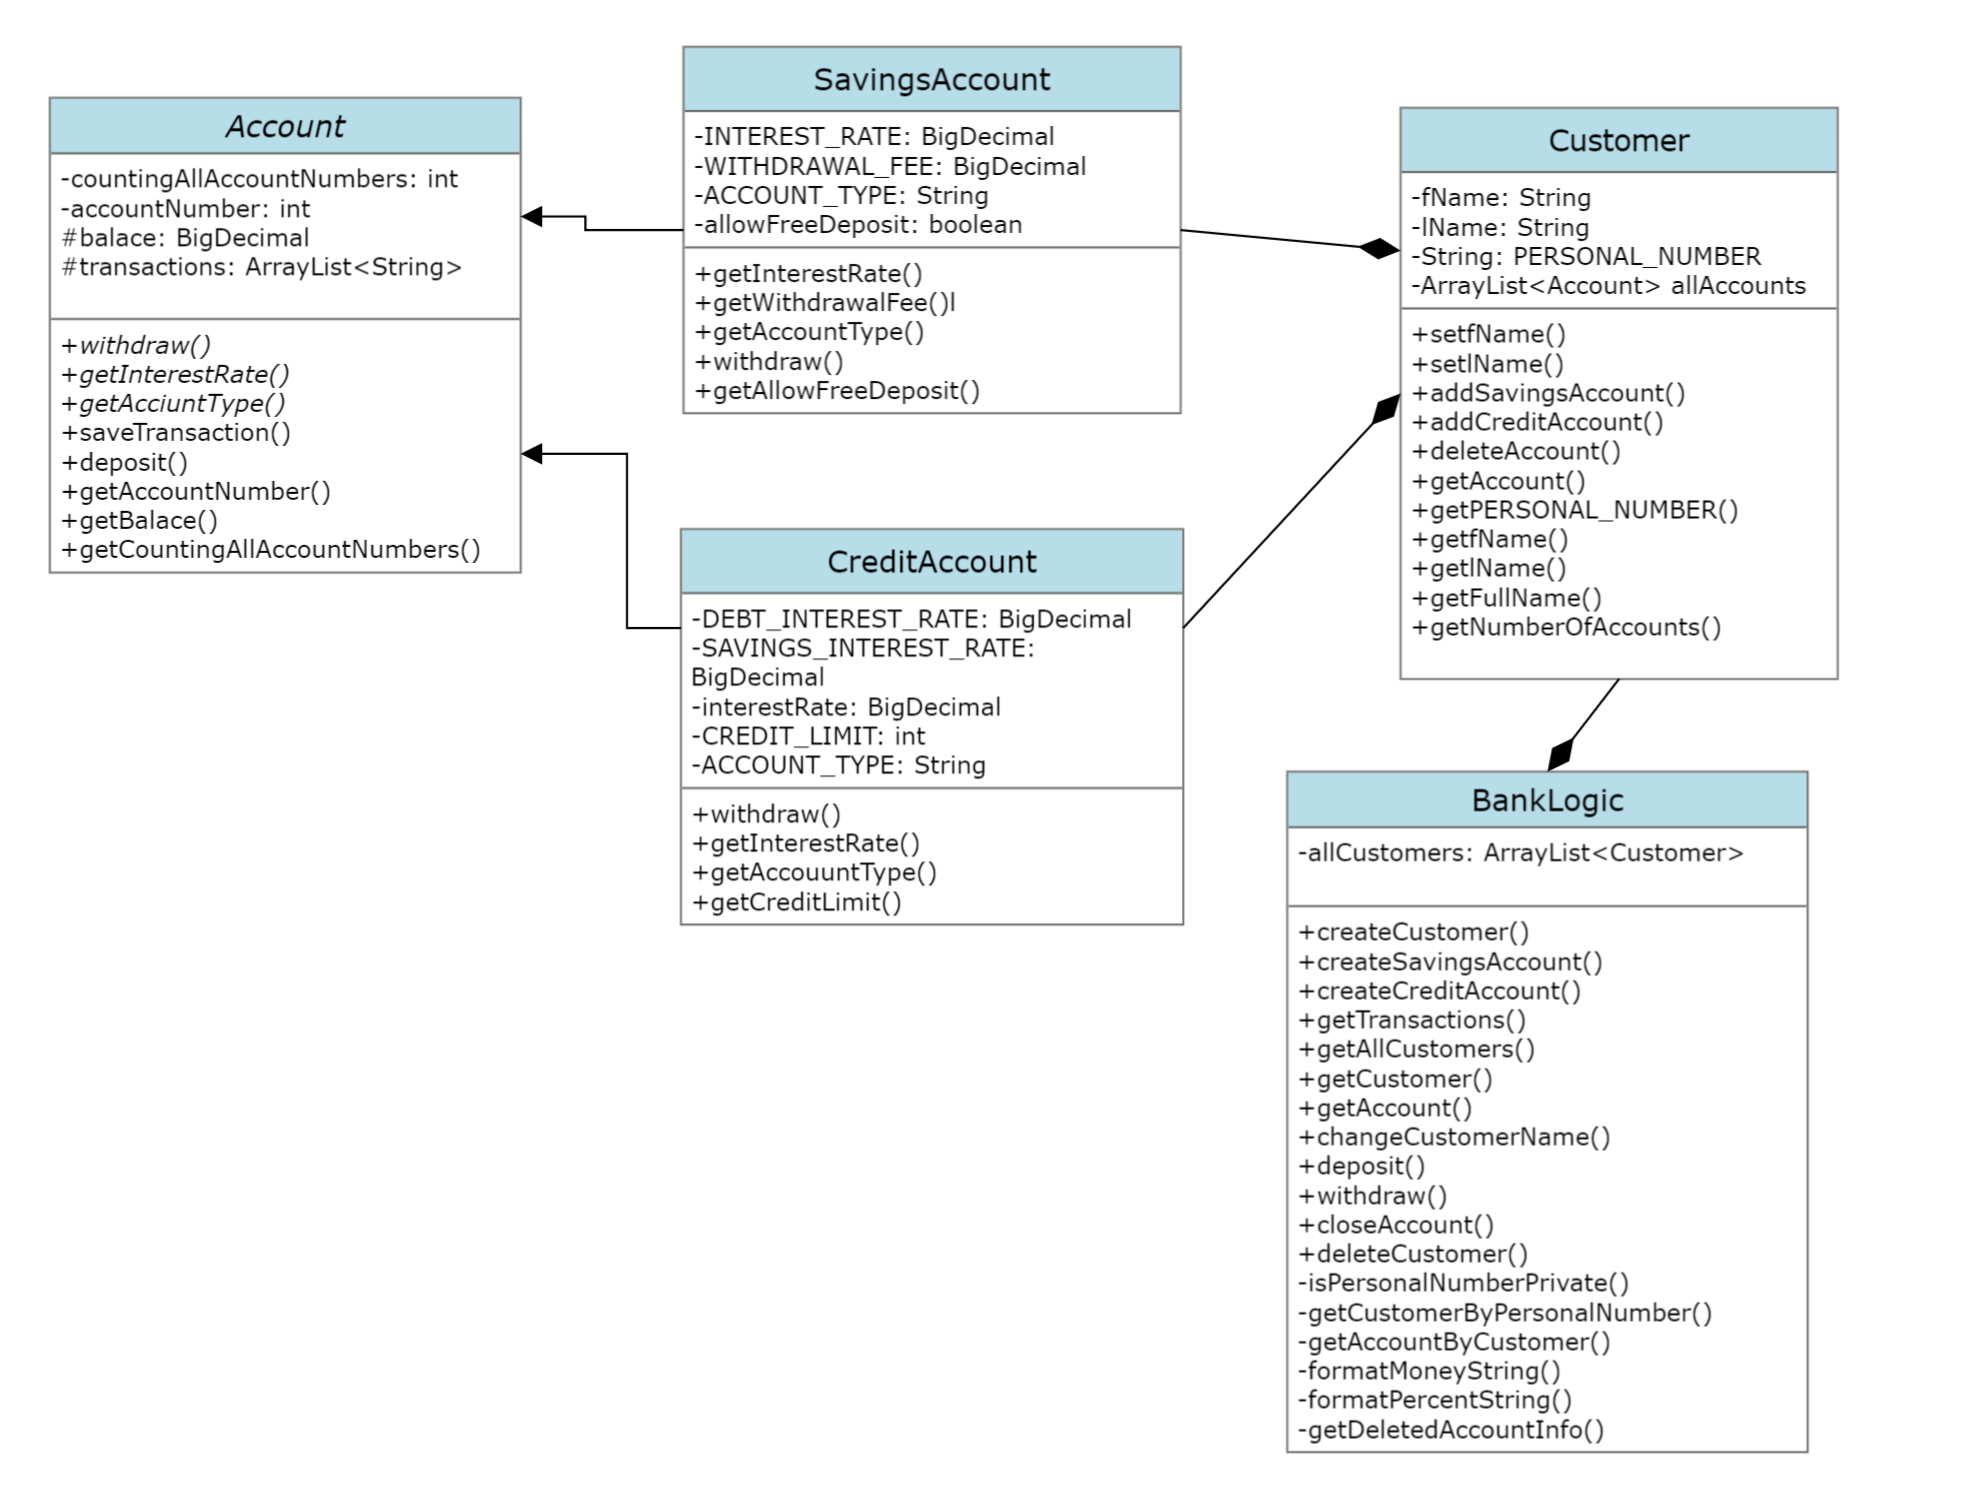 Account
-countingAllAccountNumbers: int
-accountNumber: int
#balace: BigDecimal
#transactions: ArrayList<String>
+withdraw()
+getInterestRate()
+getAcciuntType()
+saveTransaction()
+deposit()
+getAccountNumber()
+getBalace()
+getCountingAllAccountNumbers()
SavingsAccount
-INTEREST_RATE: BigDecimal
-WITHDRAWAL_FEE: BigDecimal
-ACCOUNT_TYPE: String
-allowFreeDeposit: boolean
+getInterestRate()
+getWithdrawalFee()l
+getAccountType()
+withdraw()
+getAllowFreeDeposit()
CreditAccount
-DEBT_INTEREST_RATE: BigDecimal
-SAVINGS_INTEREST_RATE:
BigDecimal
-interestRate: BigDecimal
-CREDIT_LIMIT: int
-ACCOUNT_TYPE: String
+withdraw()
+getInterestRate()
+getAccouuntType()
+getCreditLimit()
Customer
-fName: String
-lName: String
-String: PERSONAL_NUMBER
-ArrayList<Account> allAccounts
+setfName()
+setlName()
+addSavingsAccount()
+addCreditAccount()
+deleteAccount()
+getAccount()
+getPERSONAL_NUMBER()
+getfName()
+getlName()
+getFullName()
+getNumberOfAccounts()
BankLogic
-allCustomers: ArrayList<Customer>
+createCustomer()
+createSavingsAccount()
+createCreditAccount()
+getTransactions()
+getAllCustomers()
+getCustomer()
+getAccount()
+changeCustomerName()
+deposit()
+withdraw()
+closeAccount()
+deleteCustomer()
-isPersonalNumberPrivate()
-getCustomerByPersonalNumber()
-getAccountByCustomer()
-formatMoneyString()
-formatPercentString()
-getDeletedAccountInfo()